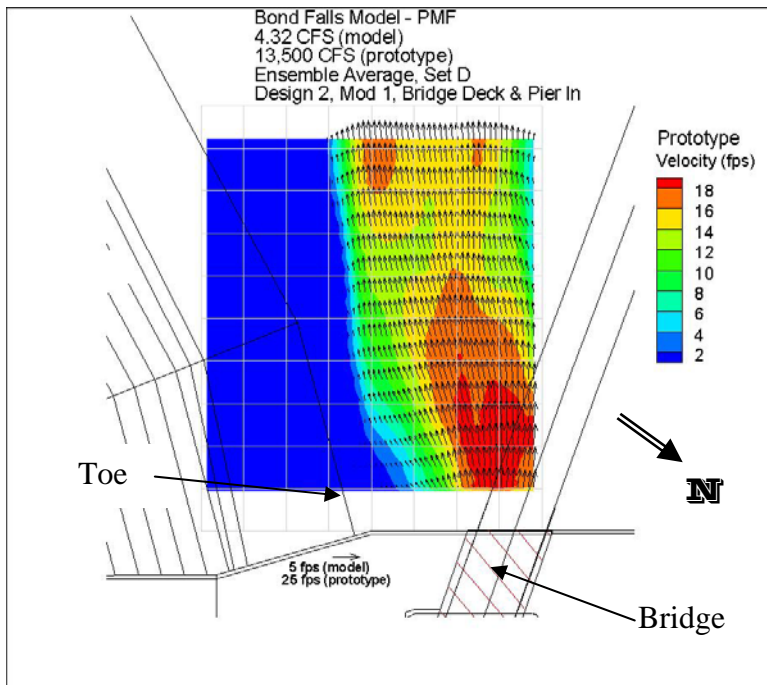 Bond Falls Model - PMF
4.32 CFS (model)
13,500 CFS (prototype)
Ensemble Average, Set D
Design 2, Mod 1, Bridge Deck & Pier In
Prototype
Velocity (fps)
18
16
14
12
10
8
6
4
2
N
Toe
5 fps (model)
25 fps (prototype)
Bridge